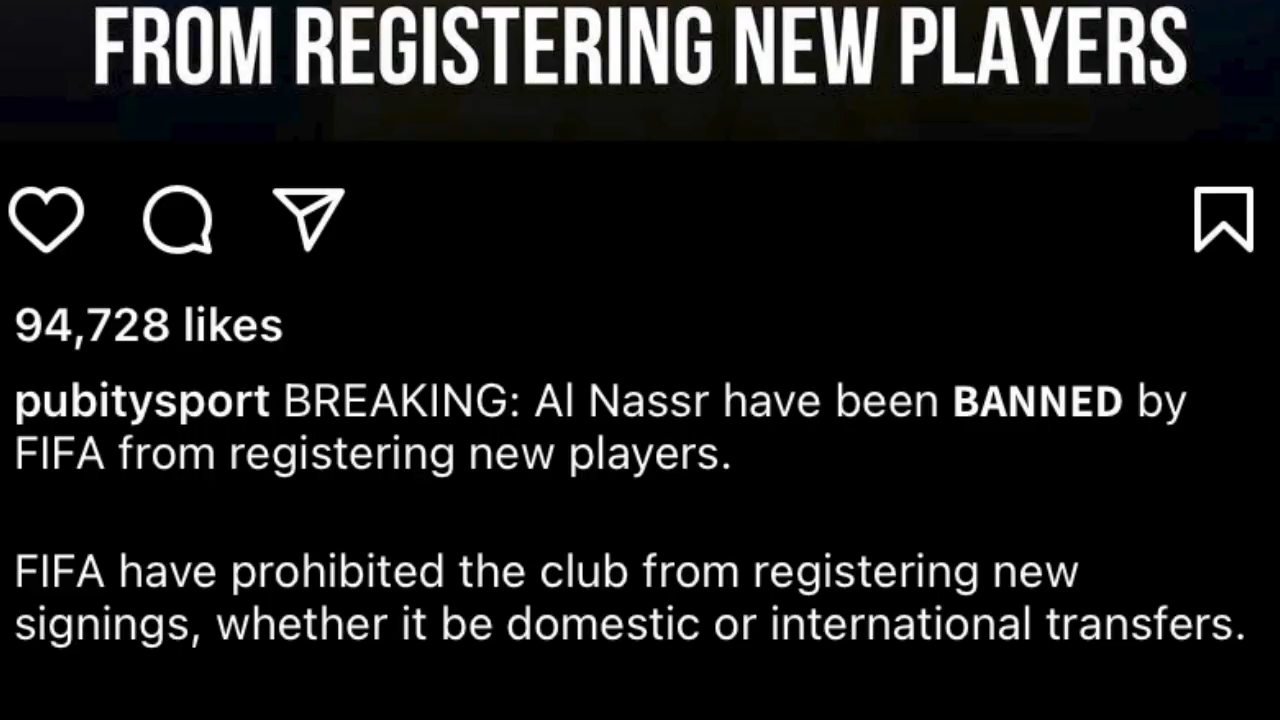 FROM REGISTERING NEW PLAYERS
94,728 likes
pubitysport BREAKING: Al Nassr have been BANNED by
FIFA from registering new players.
FIFA have prohibited the club from registering new
signings, whether it be domestic or international transfers.